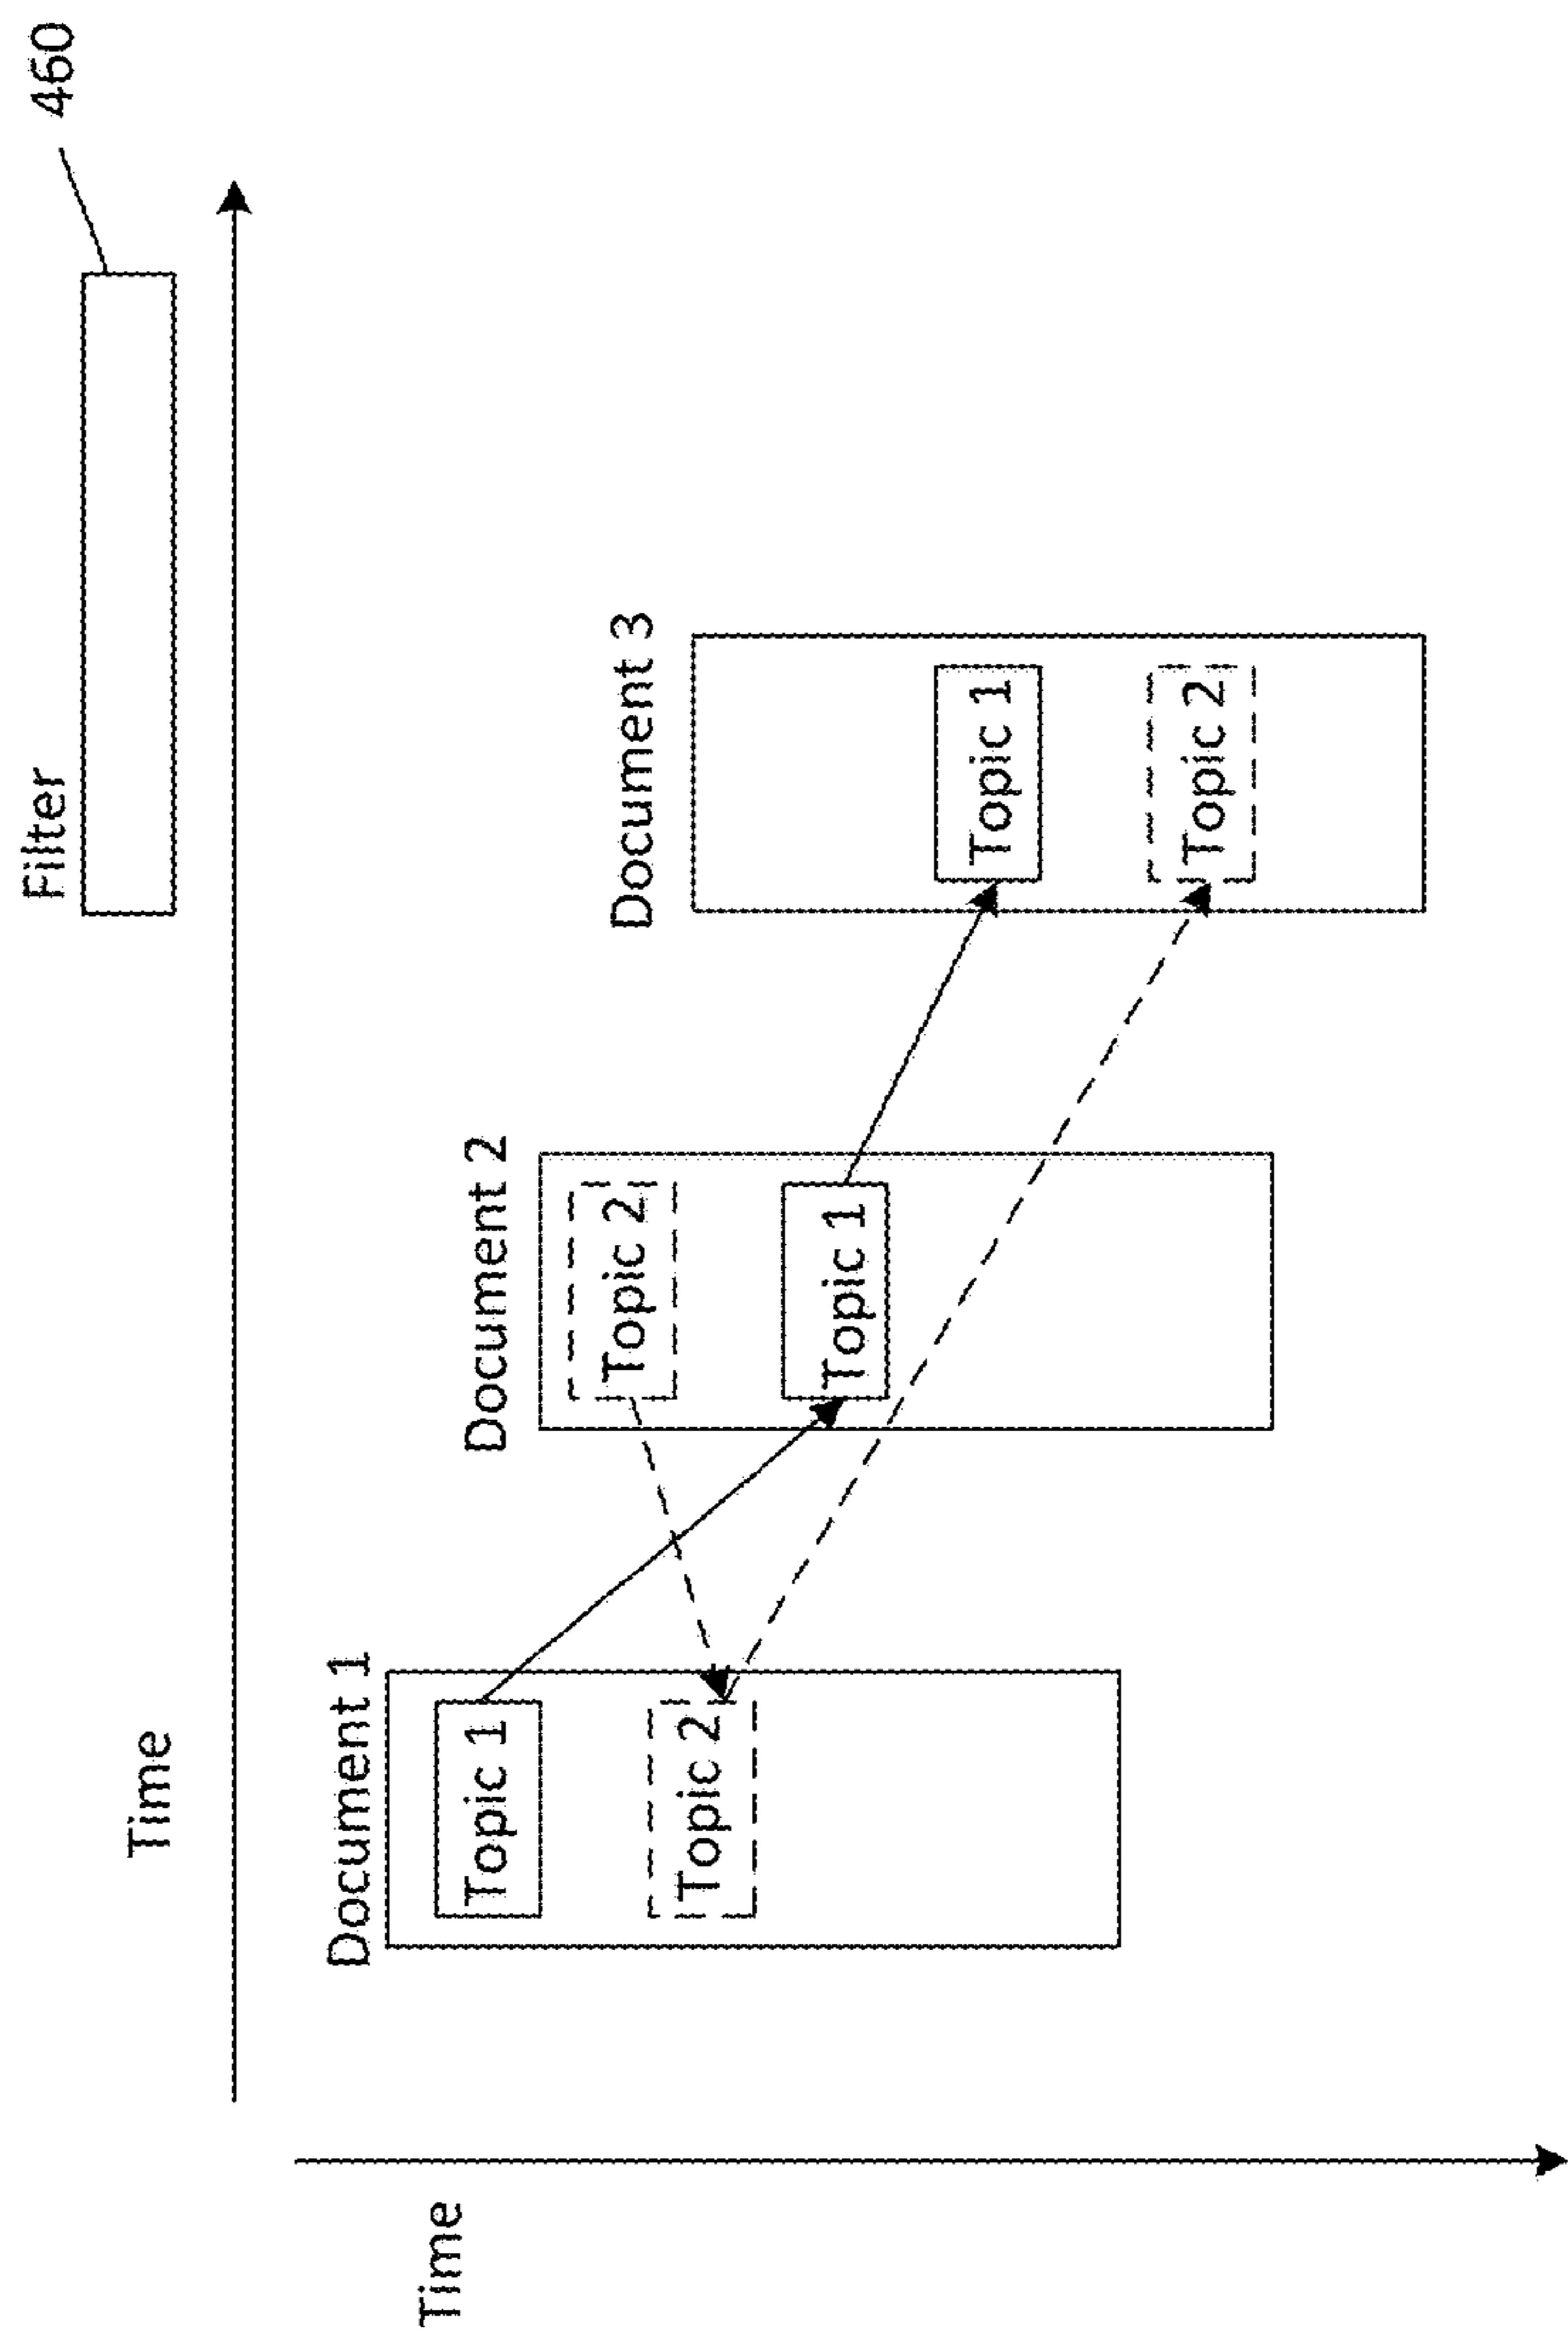 Filter
460
Time
Time
Document 1
Topic 1
Topic 2
Document 2
Topic 2
Topic 1
Document 3
Topic 1
Topic 2